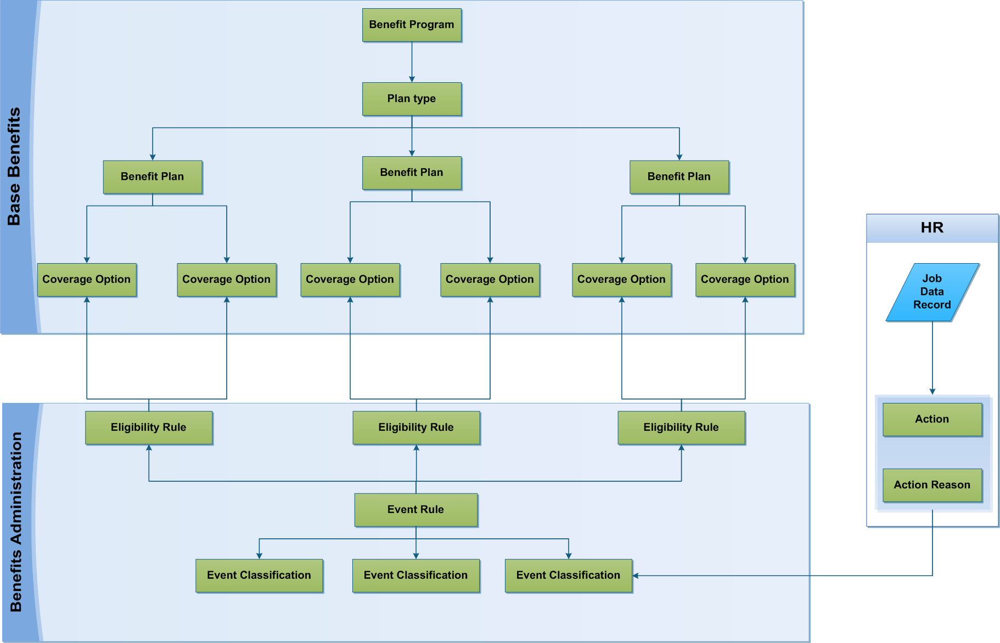 Base Benefits
Benefit Program
Plan type
Benefit Plan
Benefit Plan
Benefit Plan
Coverage Option
Coverage Option
Coverage Option
Coverage Option
Coverage Option
Coverage Option
HR
Job
Data
Record
Action
Action Reason
Benefits Administration
Eligibility Rule
Eligibility Rule
Eligibility Rule
Event Rule
Event Classification
Event Classification
Event Classification